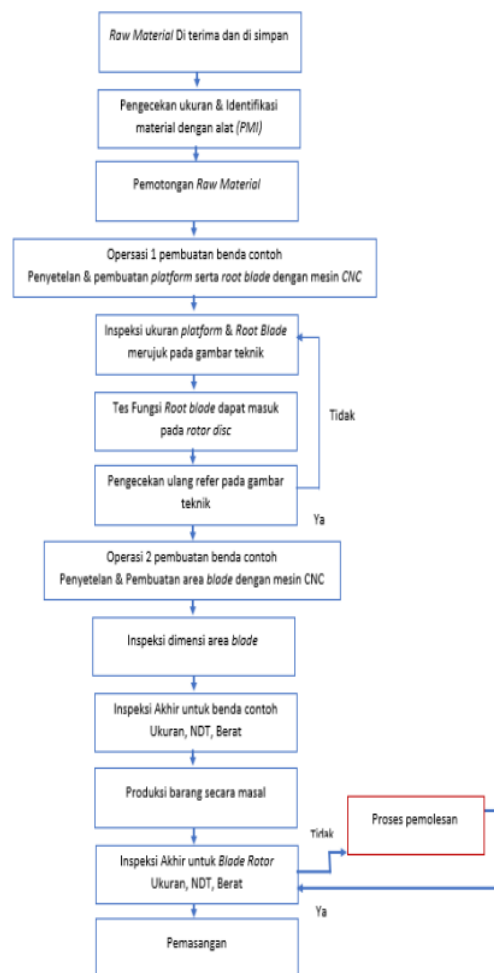 Raw Material Di terima dan di simpan
Pengecekan ukuran & Identifikasi
material dengan alat (PMI)
Pemotongan Raw Material
Opersasi 1 pembuatan benda contoh
Penyetelan & pembuatan platform serta root blade dengan mesin CNC
Inspeksi ukuran platform & Root Blade
merujuk pada gambar teknik
Tes Fungsi Root blade dapat masuk
pada rotor disc
Tidak
Pengecekan ulang refer pada gambar
teknik
Ya
Operasi 2 pembuatan benda contoh
Penyetelan & Pembuatan area blade dengan mesin CNC
Inspeksi dimensi area blade
Inspeksi Akhir untuk benda contoh
Ukuran, NDT, Berat
Produksi barang secara masal
Proses pemolesan
Tidak
Inspeksi Akhir untuk Blade Rotor
Ukuran, NDT, Berat
Ya
Pemasangan